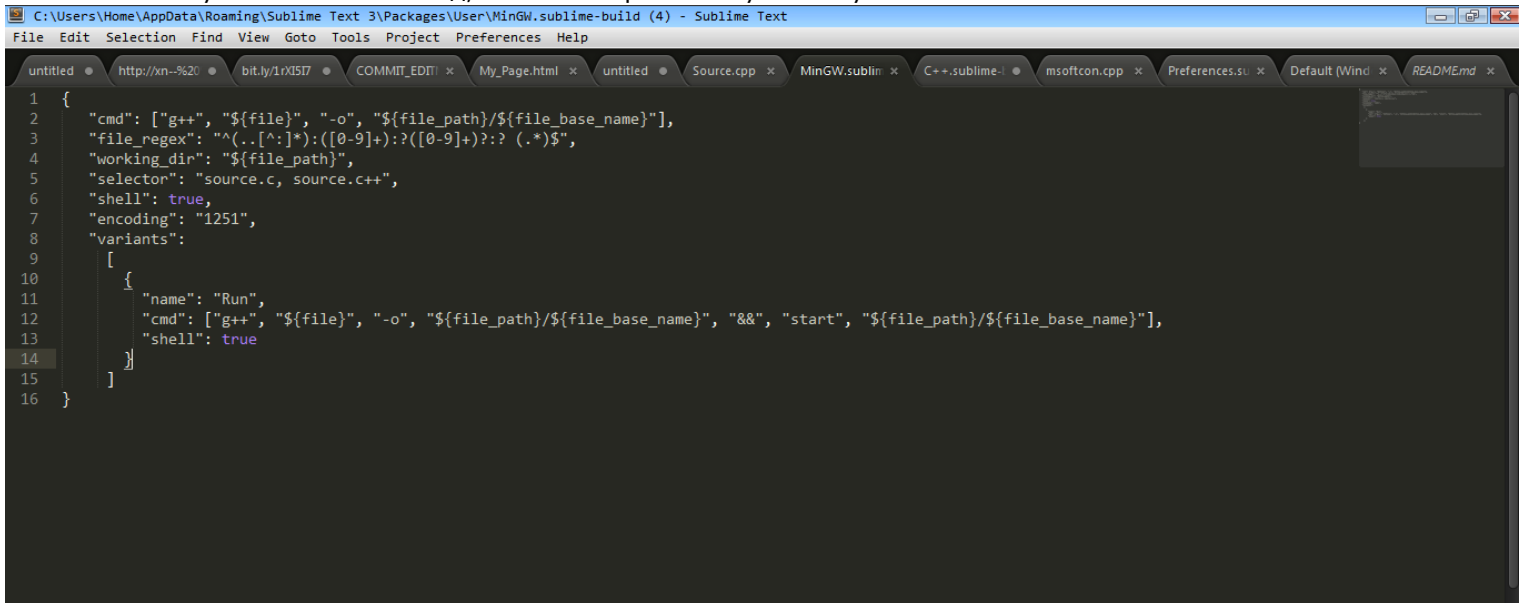 C:\Users\Home\AppData\Roaming\Sublime Text 3\Packages\User\MinGW.sublime-build (4) - Sublime Text
File Edit Selection Find View Goto Tools Project Preferences Help
untitled http://xn--%20 bit.ly/1rXI5I7 COMMIT_EDIT My_Page.html untitled Source.cpp MinGW.sublim C++.sublime- msoftcon.cpp Preferences.su Default (Wind README.md
1 {
2 "cmd": ["g++", "${file}", "-o", "${file_path}/${file_base_name}"],
3 "file_regex": "^(..[^:]*):([0-9]+):?([0-9]+)?:? (.*)$",
4 "working_dir": "${file_path}",
5 "selector": "source.c, source.c++",
6 "shell": true,
7 "encoding": "1251",
8 "variants":
9 [
10 {
11 "name": "Run",
12 "cmd": ["g++", "${file}", "-o", "${file_path}/${file_base_name}", "&&", "start", "${file_path}/${file_base_name}"],
13 "shell": true
14 }
15 ]
16 }